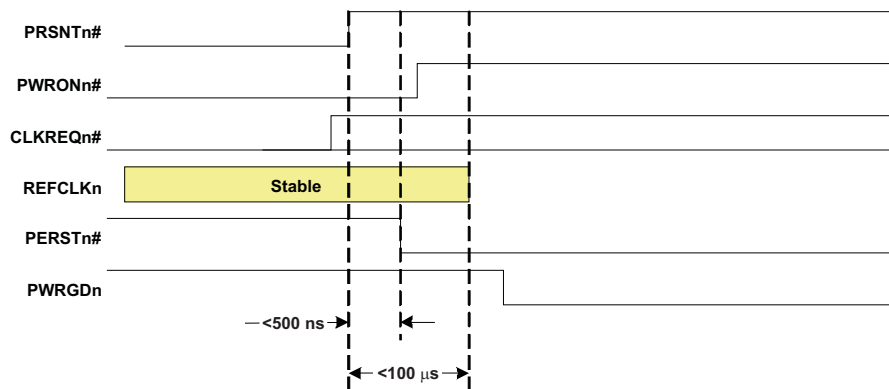 PRSNTn#
PWRONn#
CLKREQn#
REFCLKn
Stable
PERSTn#
PWRGDn
<500 ns
<100 μs